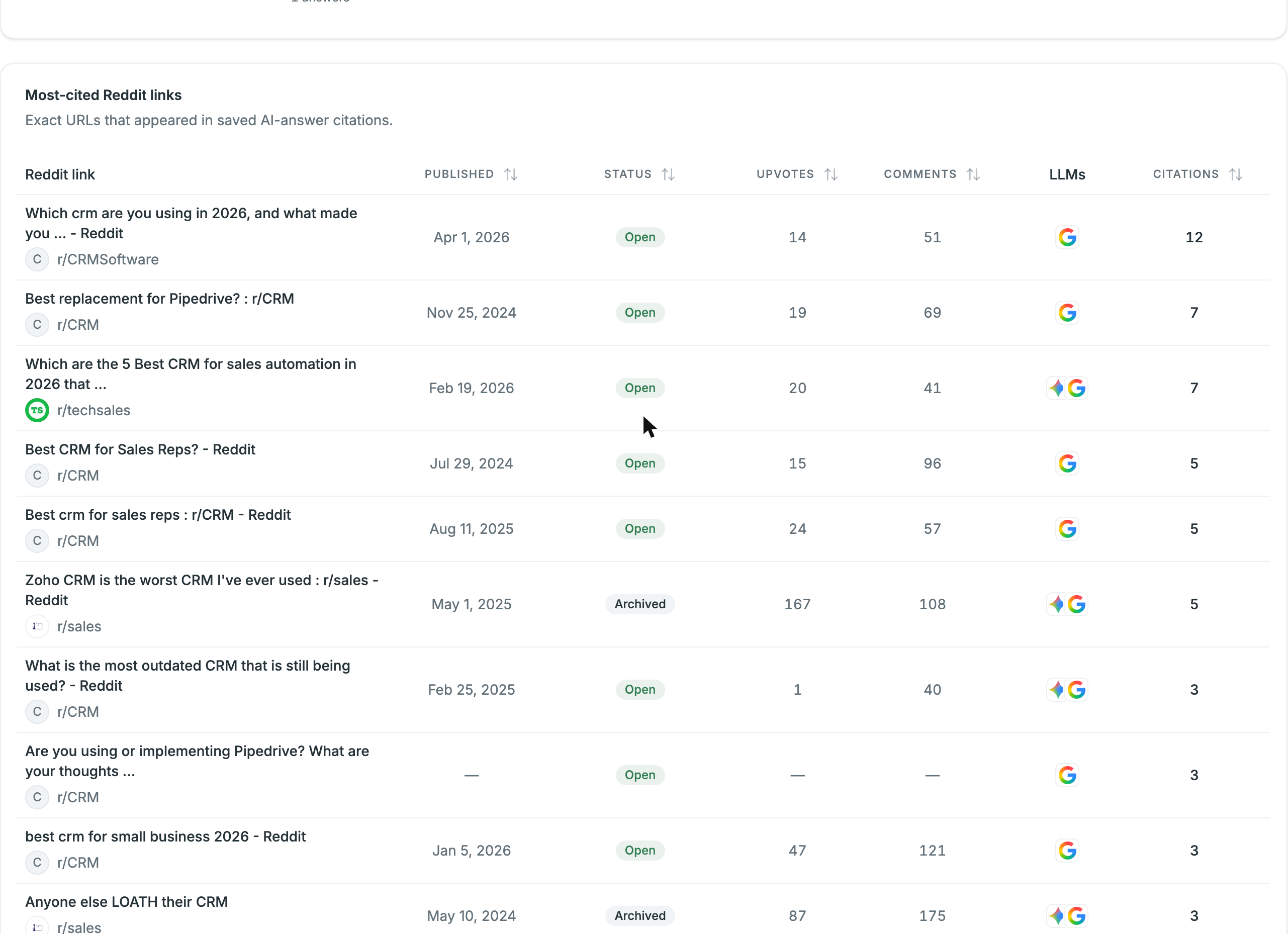 1 answers
Most-cited Reddit links
Exact URLs that appeared in saved AI-answer citations.
Reddit link PUBLISHED STATUS UPVOTES COMMENTS LLMs CITATIONS
Which crm are you using in 2026, and what made
you ... - Reddit
C r/CRMSoftware
Apr 1, 2026 Open 14 51 12
Best replacement for Pipedrive? : r/CRM
C r/CRM
Nov 25, 2024 Open 19 69 7
Which are the 5 Best CRM for sales automation in
2026 that ...
TS r/techsales
Feb 19, 2026 Open 20 41 7
Best CRM for Sales Reps? - Reddit
C r/CRM
Jul 29, 2024 Open 15 96 5
Best crm for sales reps : r/CRM - Reddit
C r/CRM
Aug 11, 2025 Open 24 57 5
Zoho CRM is the worst CRM I've ever used : r/sales -
Reddit
r/sales
May 1, 2025 Archived 167 108 5
What is the most outdated CRM that is still being
used? - Reddit
C r/CRM
Feb 25, 2025 Open 1 40 3
Are you using or implementing Pipedrive? What are
your thoughts ...
C r/CRM
— Open — — 3
best crm for small business 2026 - Reddit
C r/CRM
Jan 5, 2026 Open 47 121 3
Anyone else LOATH their CRM
r/sales
May 10, 2024 Archived 87 175 3